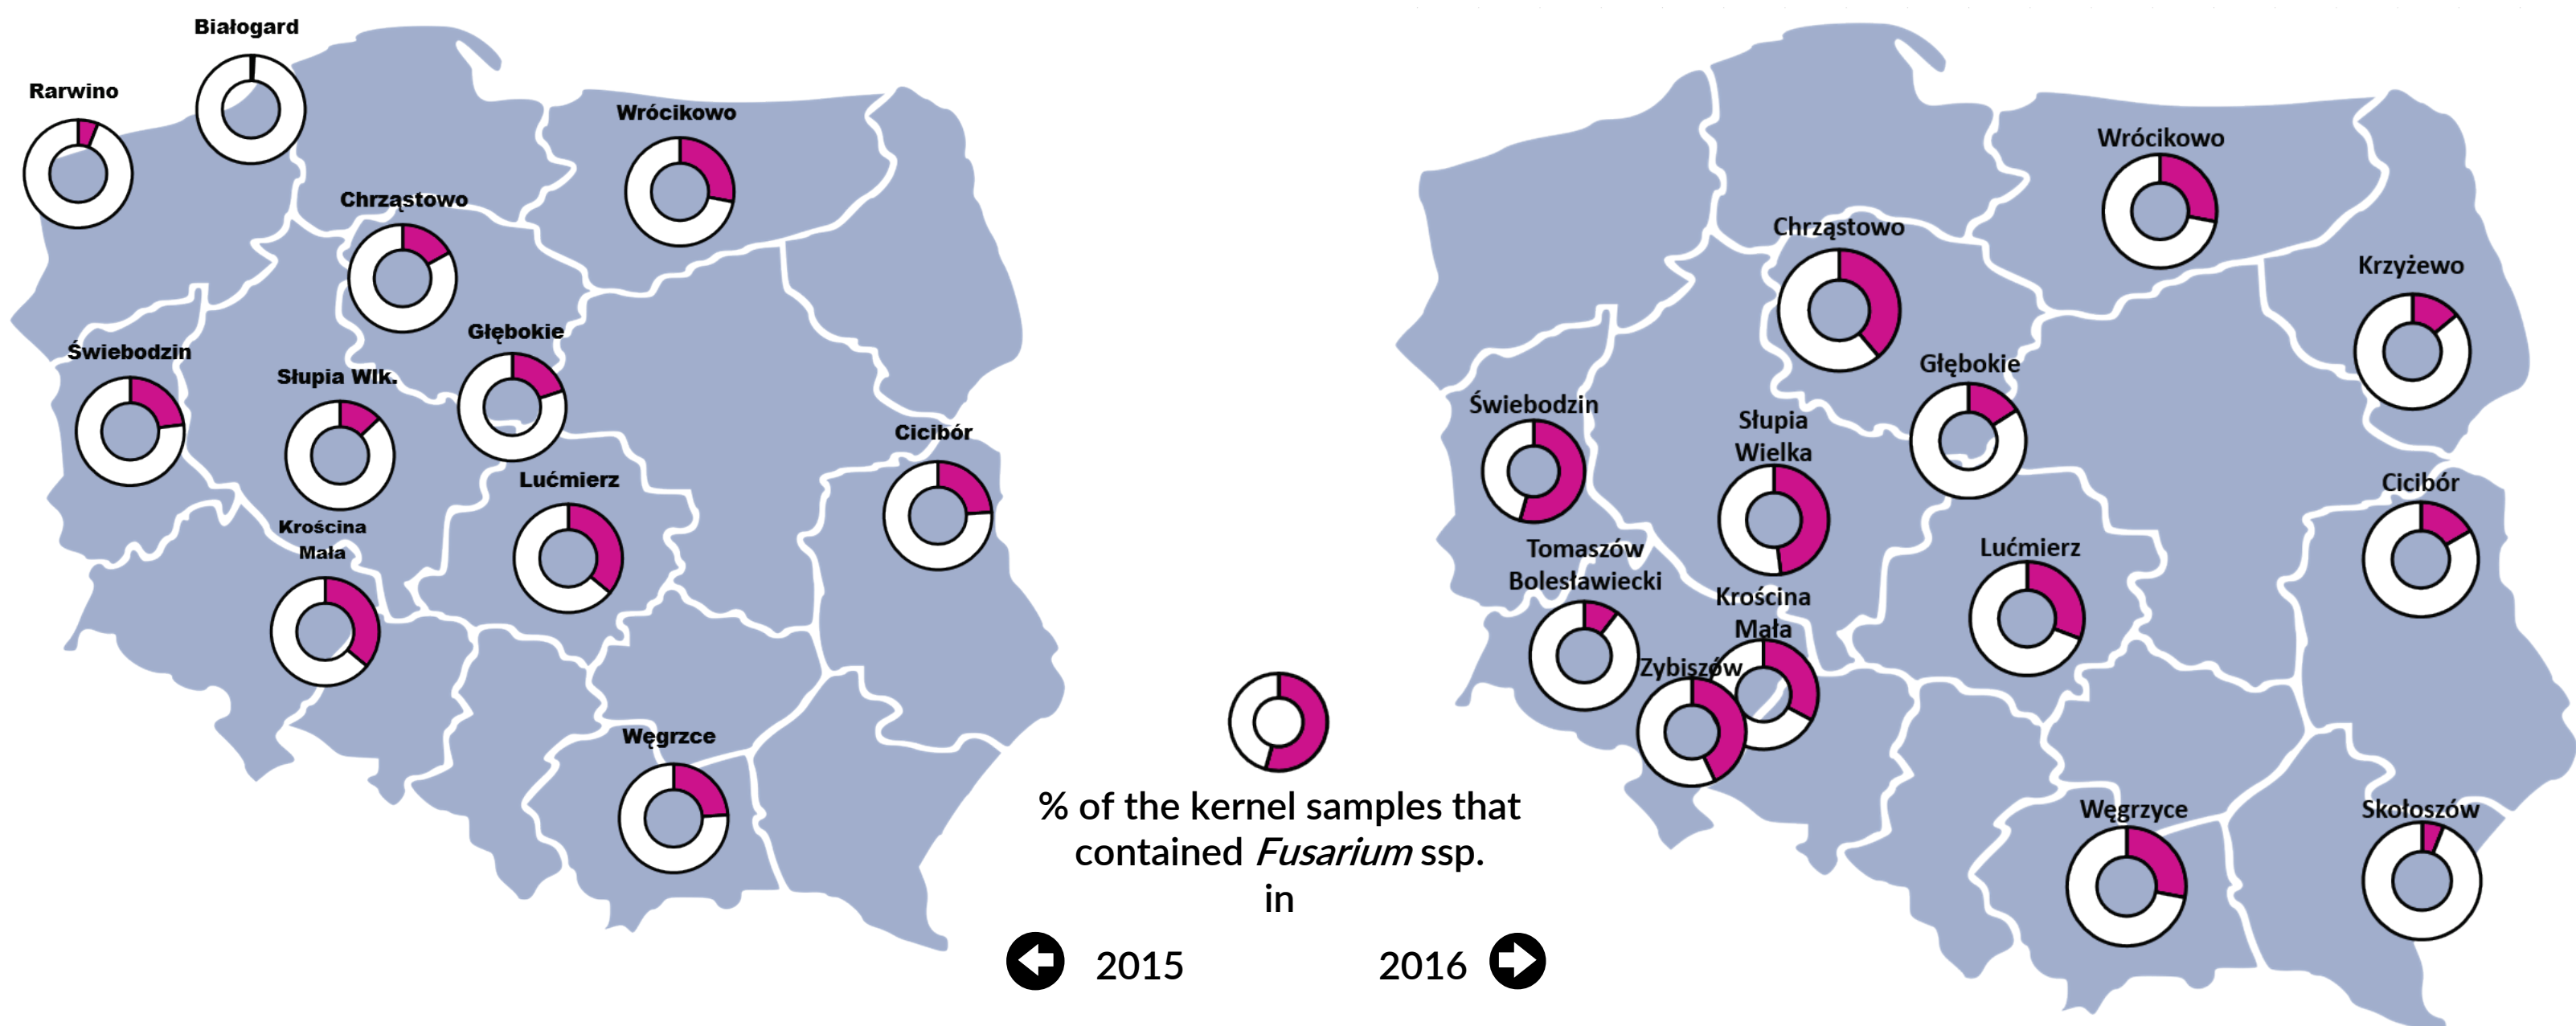 Białogard
Rarwino
Wrócikowo
Chrząstowo
Głębokie
Świebodzin
Słupia Wlk.
Cicibór
Lućmierz
Krościna
Mała
Węgrzce
% of the kernel samples that
contained Fusarium ssp.
in
2015
2016
Wrócikowo
Chrząstowo
Krzyżewo
Głębokie
Świebodzin
Słupia
Wielka
Cicibór
Tomaszów
Bolesławiecki
Lućmierz
Krościna
Mała
Zybiszów
Węgrzyce
Skołoszów